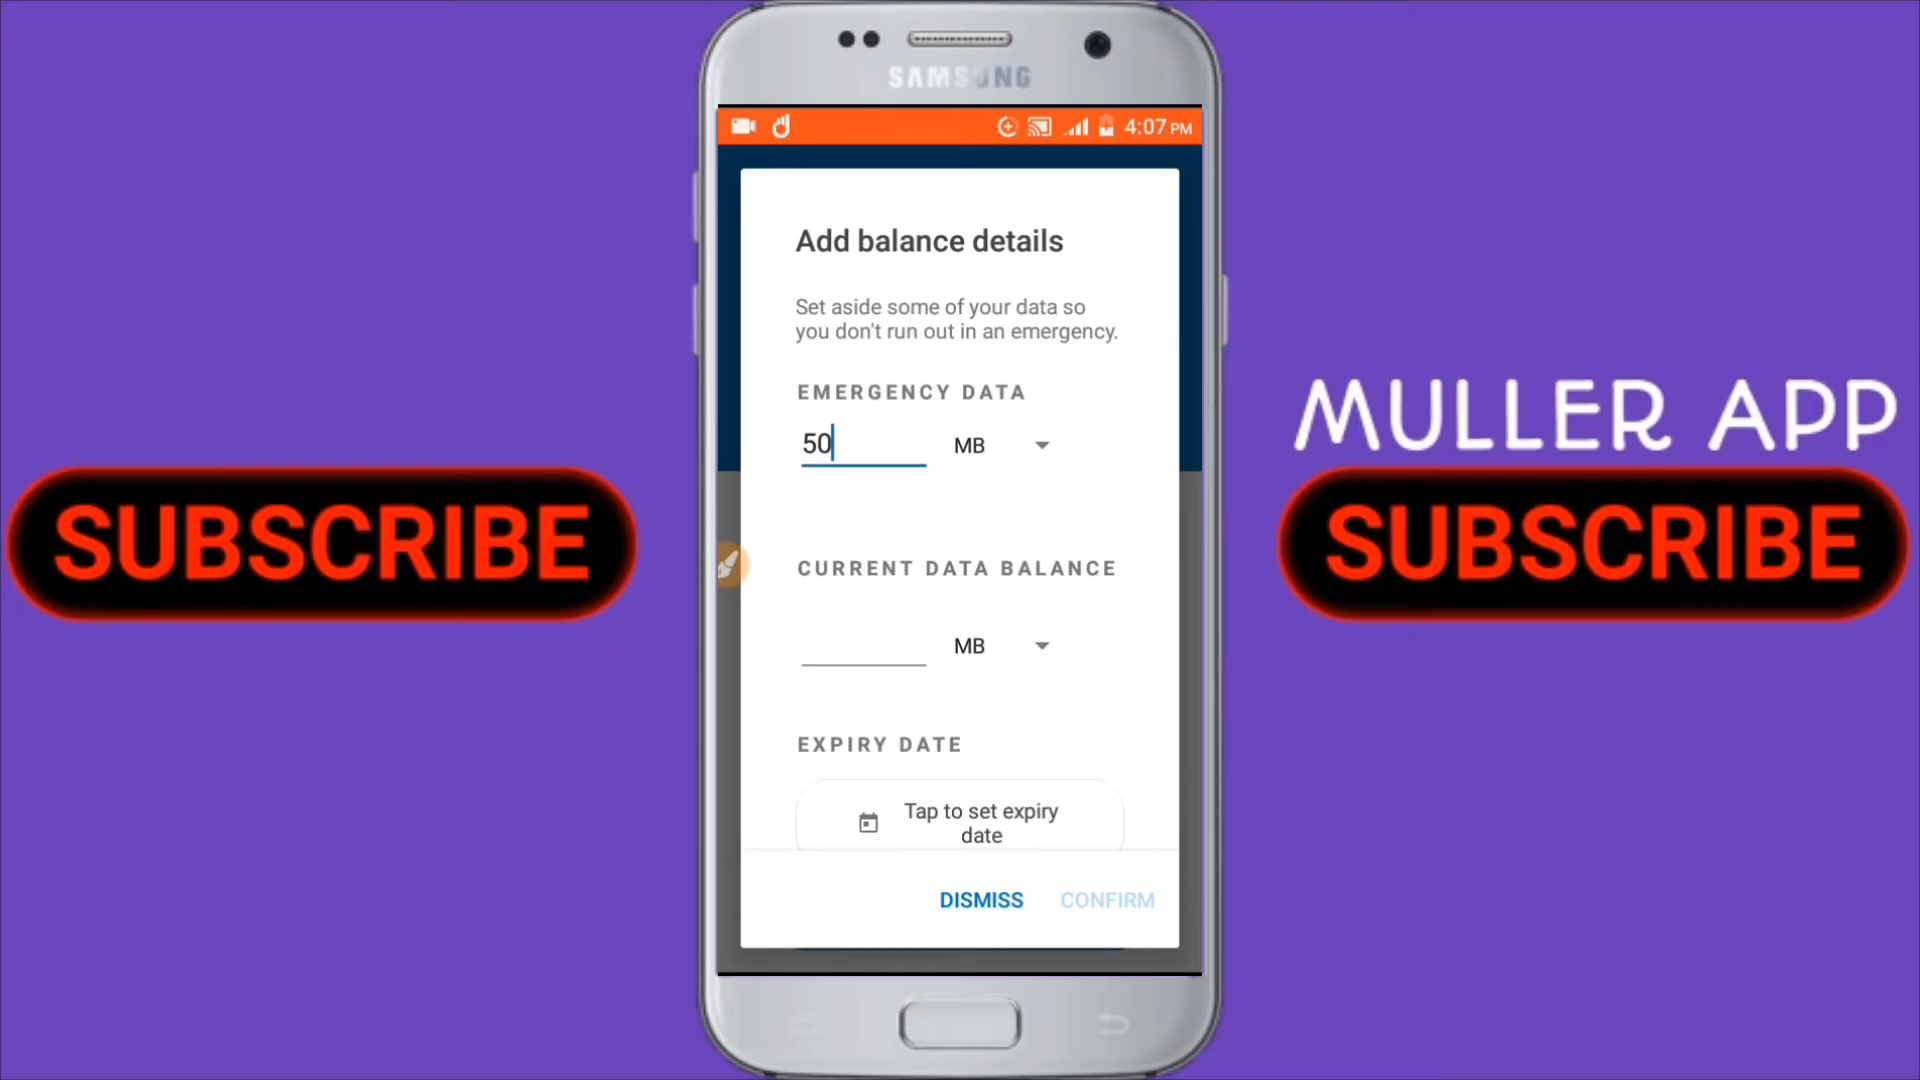 SAMSUNG
4:07 PM
Add balance details
Set aside some of your data so
you don't run out in an emergency.
EMERGENCY DATA
50 MB
CURRENT DATA BALANCE
MB
EXPIRY DATE
Tap to set expiry
date
DISMISS CONFIRM
SUBSCRIBE
MULLER APP
SUBSCRIBE